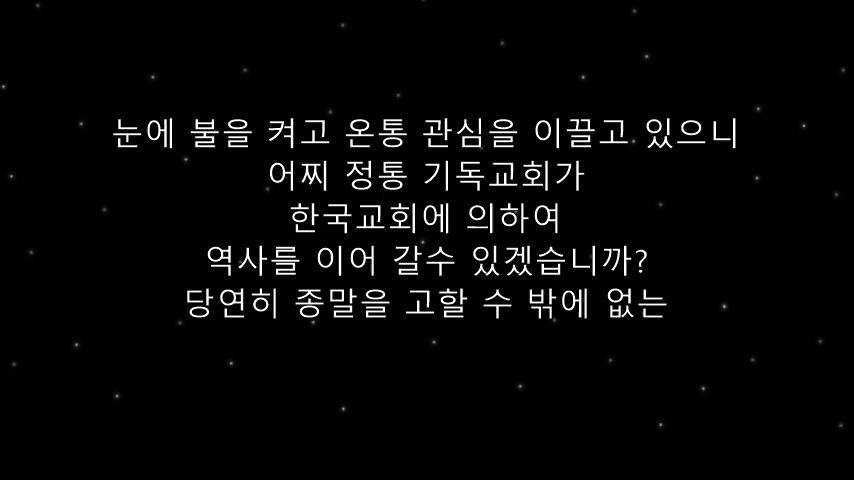 눈에 불을 켜고 온통 관심을 이끌고 있으니
어찌 정통 기독교회가
한국교회에 의하여
역사를 이어 갈수 있겠습니까?
당연히 종말을 고할 수 밖에 없는